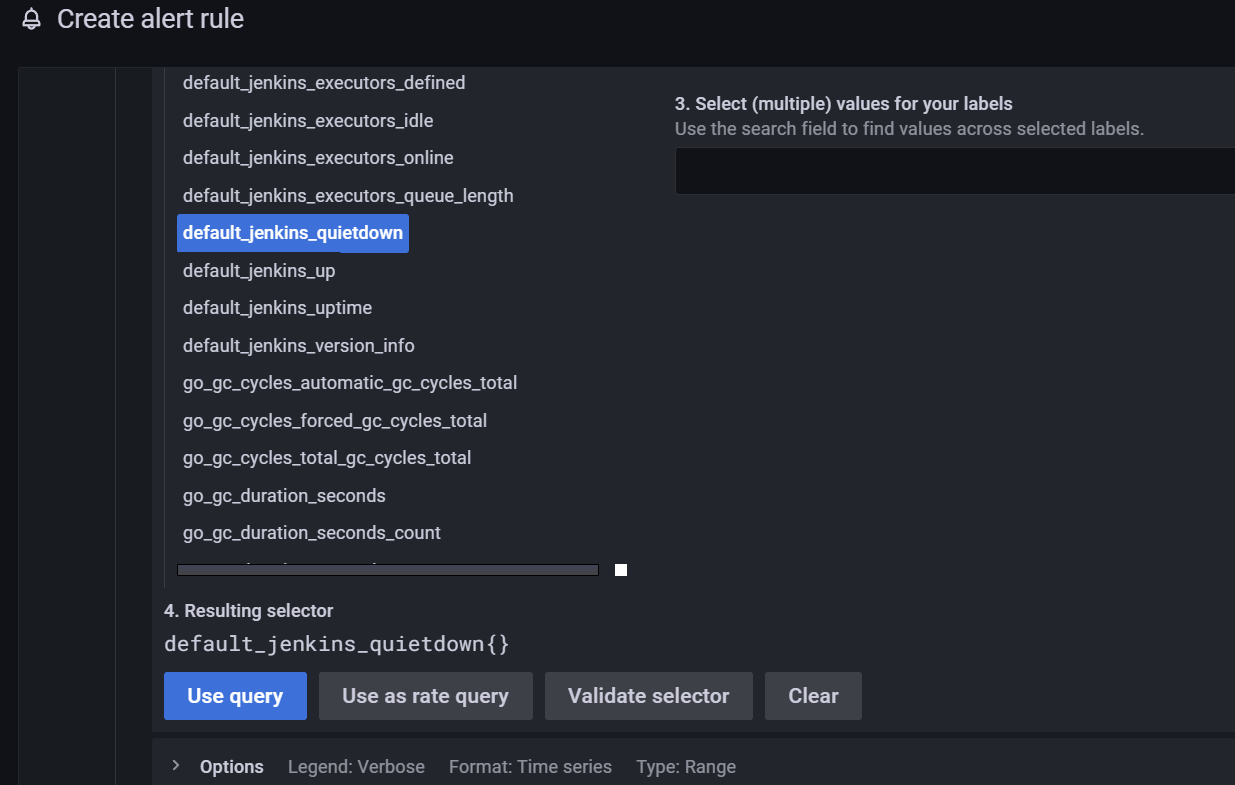 Create alert rule
default_jenkins_executors_defined
default_jenkins_executors_idle
default_jenkins_executors_online
default_jenkins_executors_queue_length
default_jenkins_quietdown
default_jenkins_up
default_jenkins_uptime
default_jenkins_version_info
go_gc_cycles_automatic_gc_cycles_total
go_gc_cycles_forced_gc_cycles_total
go_gc_cycles_total_gc_cycles_total
go_gc_duration_seconds
go_gc_duration_seconds_count
3. Select (multiple) values for your labels
Use the search field to find values across selected labels.
4. Resulting selector
default_jenkins_quietdown{}
Use query Use as rate query Validate selector Clear
Options Legend: Verbose Format: Time series Type: Range